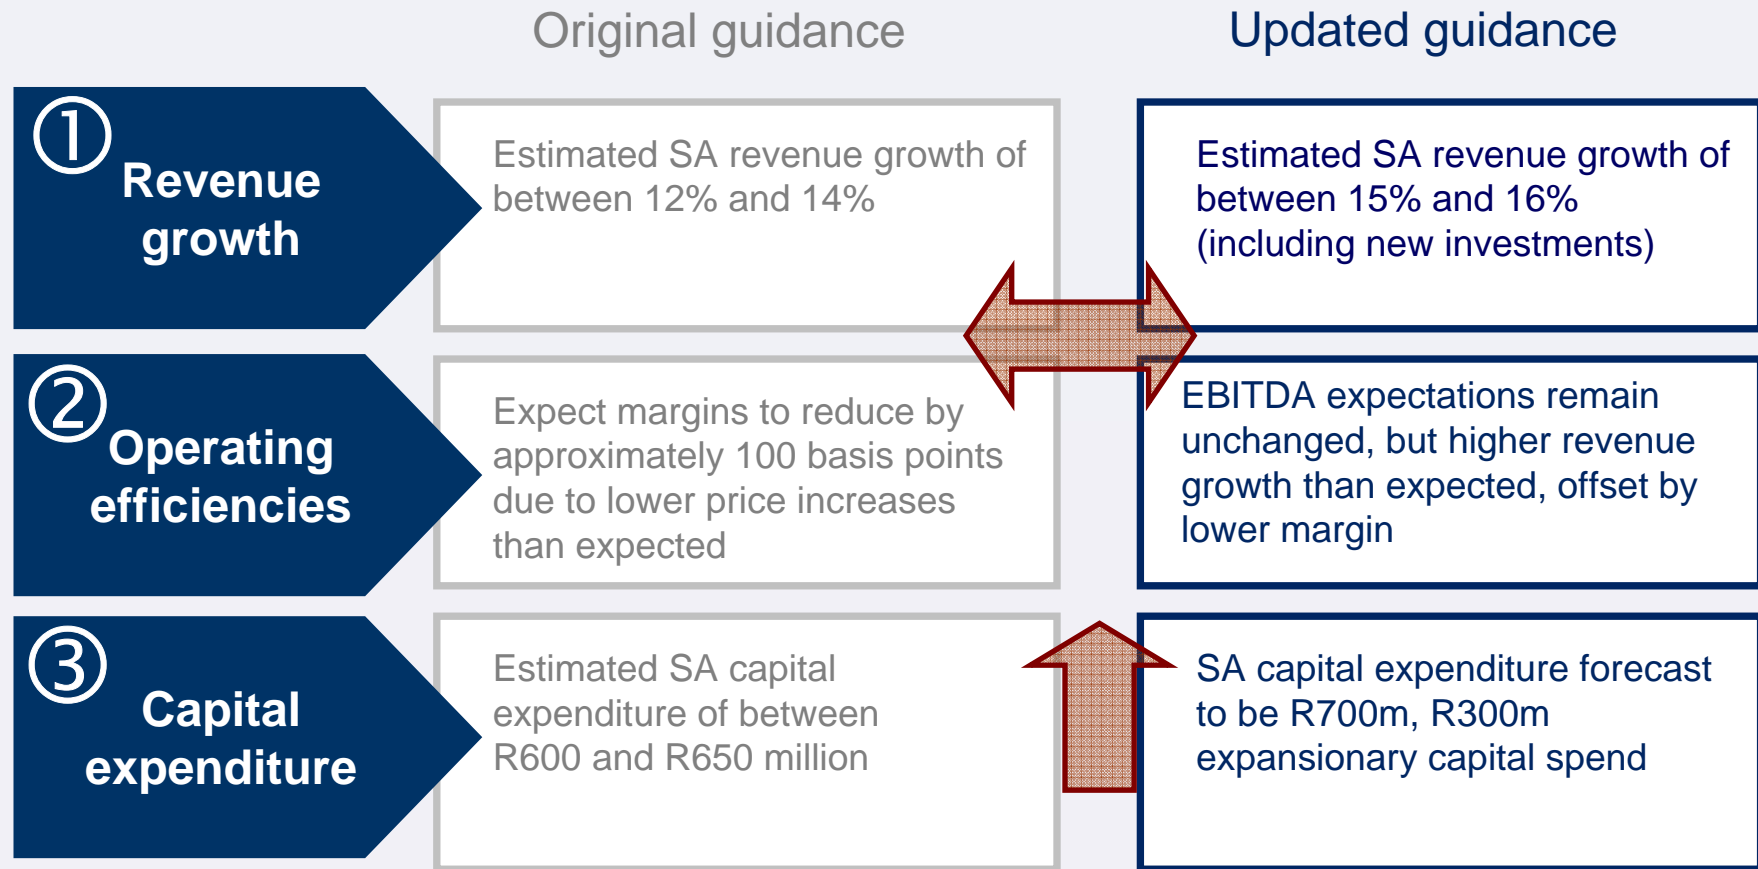 Original guidance
Updated guidance
①
Revenue
growth
Estimated SA revenue growth of
between 12% and 14%
Estimated SA revenue growth of
between 15% and 16%
(including new investments)
②
Operating
efficiencies
Expect margins to reduce by
approximately 100 basis points
due to lower price increases
than expected
EBITDA expectations remain
unchanged, but higher revenue
growth than expected, offset by
lower margin
③
Capital
expenditure
Estimated SA capital
expenditure of between
R600 and R650 million
SA capital expenditure forecast
to be R700m, R300m
expansionary capital spend